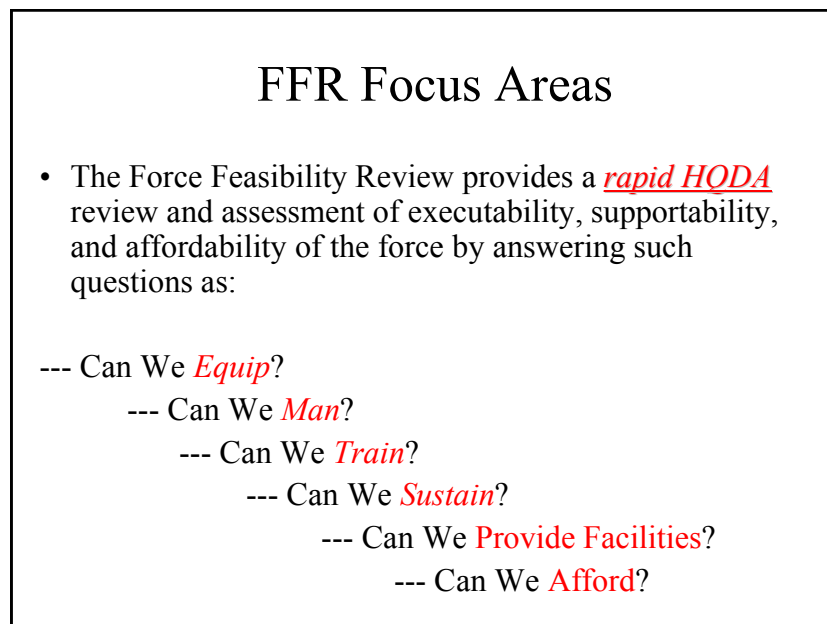 FFR Focus Areas
• The Force Feasibility Review provides a rapid HQDA
review and assessment of executability, supportability,
and affordability of the force by answering such
questions as:
--- Can We Equip?
--- Can We Man?
--- Can We Train?
--- Can We Sustain?
--- Can We Provide Facilities?
--- Can We Afford?